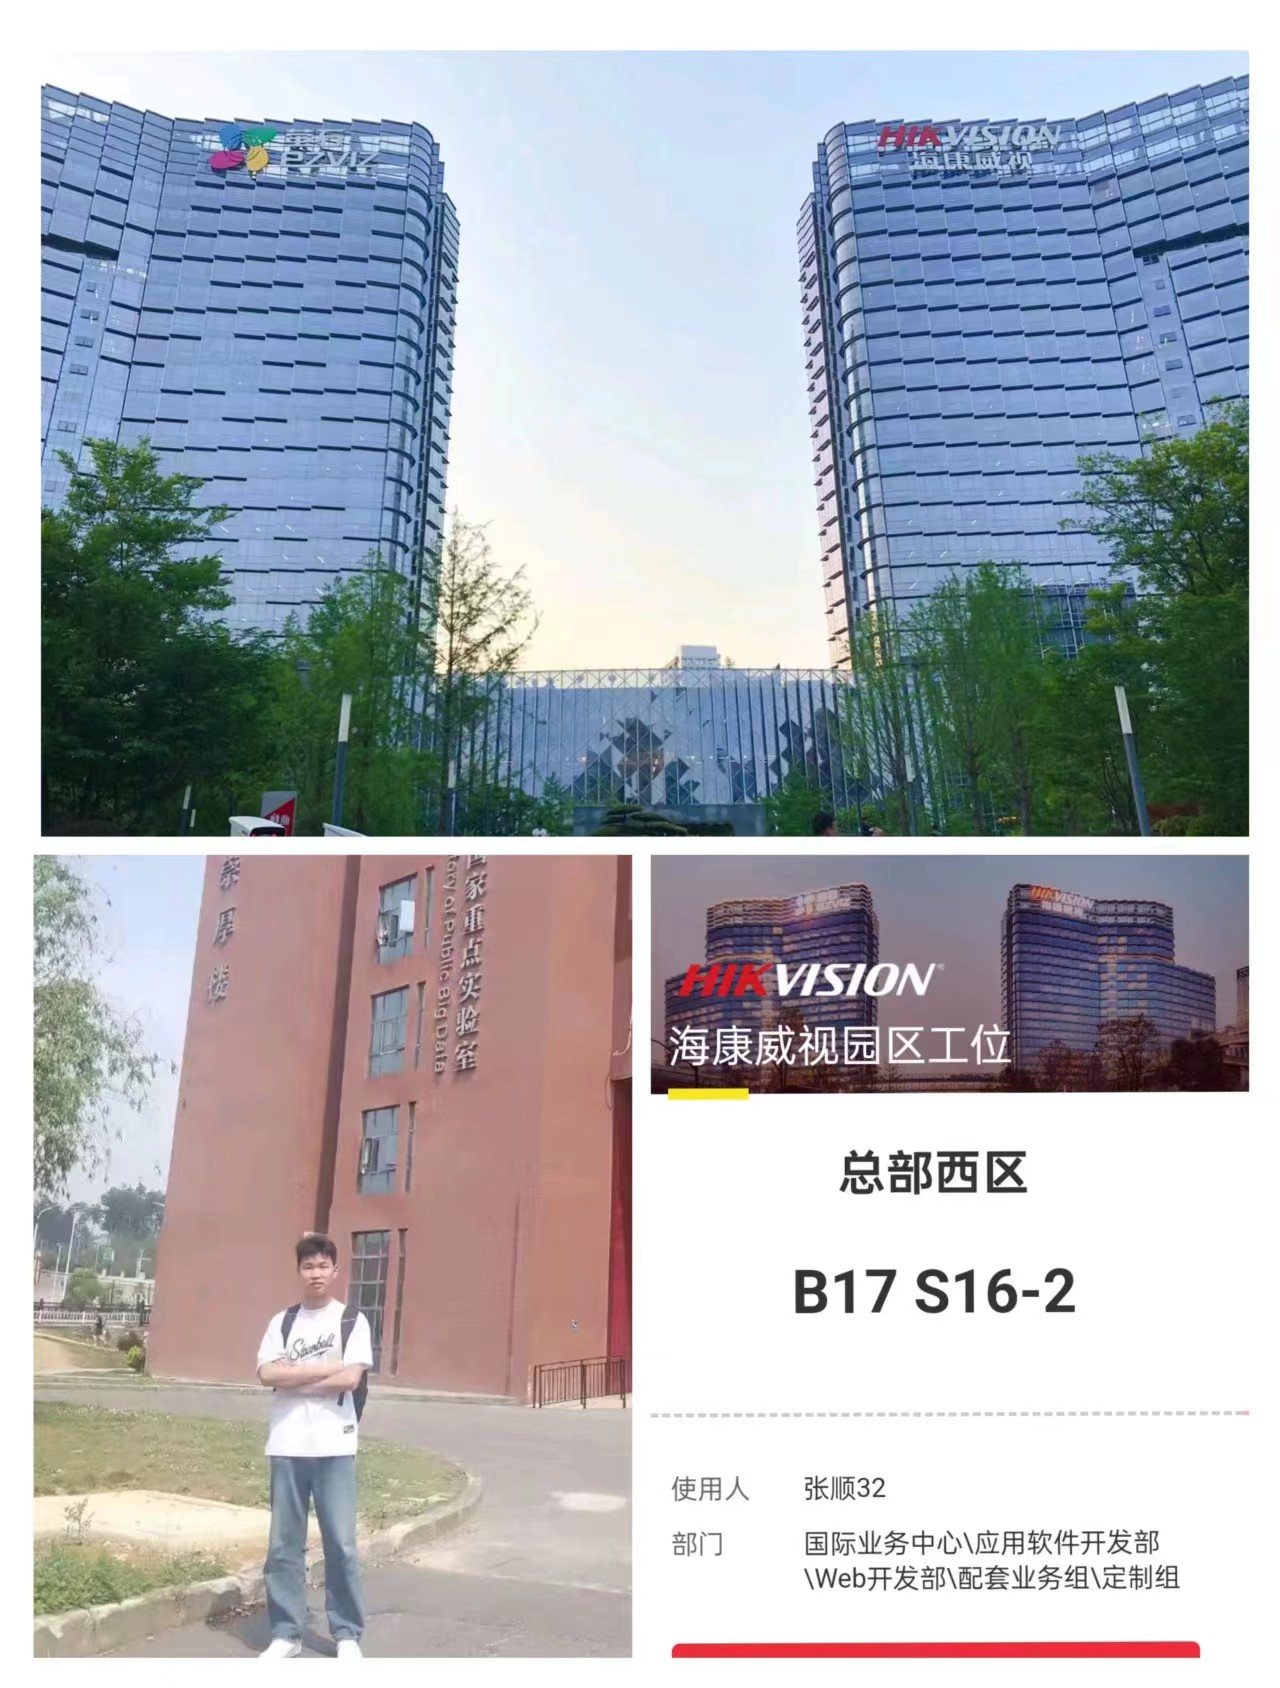 萤石
EZVIZ
HIKVISION
海康威视
崇厚楼
国家重点实验室
tory of Public Big Data
Stanball
HIKVISION
海康威视园区工位
总部西区
B17 S16-2
使用人 张顺32
部门 国际业务中心\应用软件开发部
\Web开发部\配套业务组\定制组